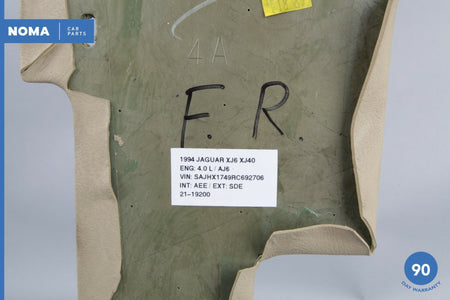 NOMA CAR
PARTS
4A
F. R.
1994 JAGUAR XJ6 XJ40
ENG: 4.0 L / AJ6
VIN: SAJHX1749RC692706
INT: AEE / EXT: SDE
21-19200
90
DAY WARRANTY